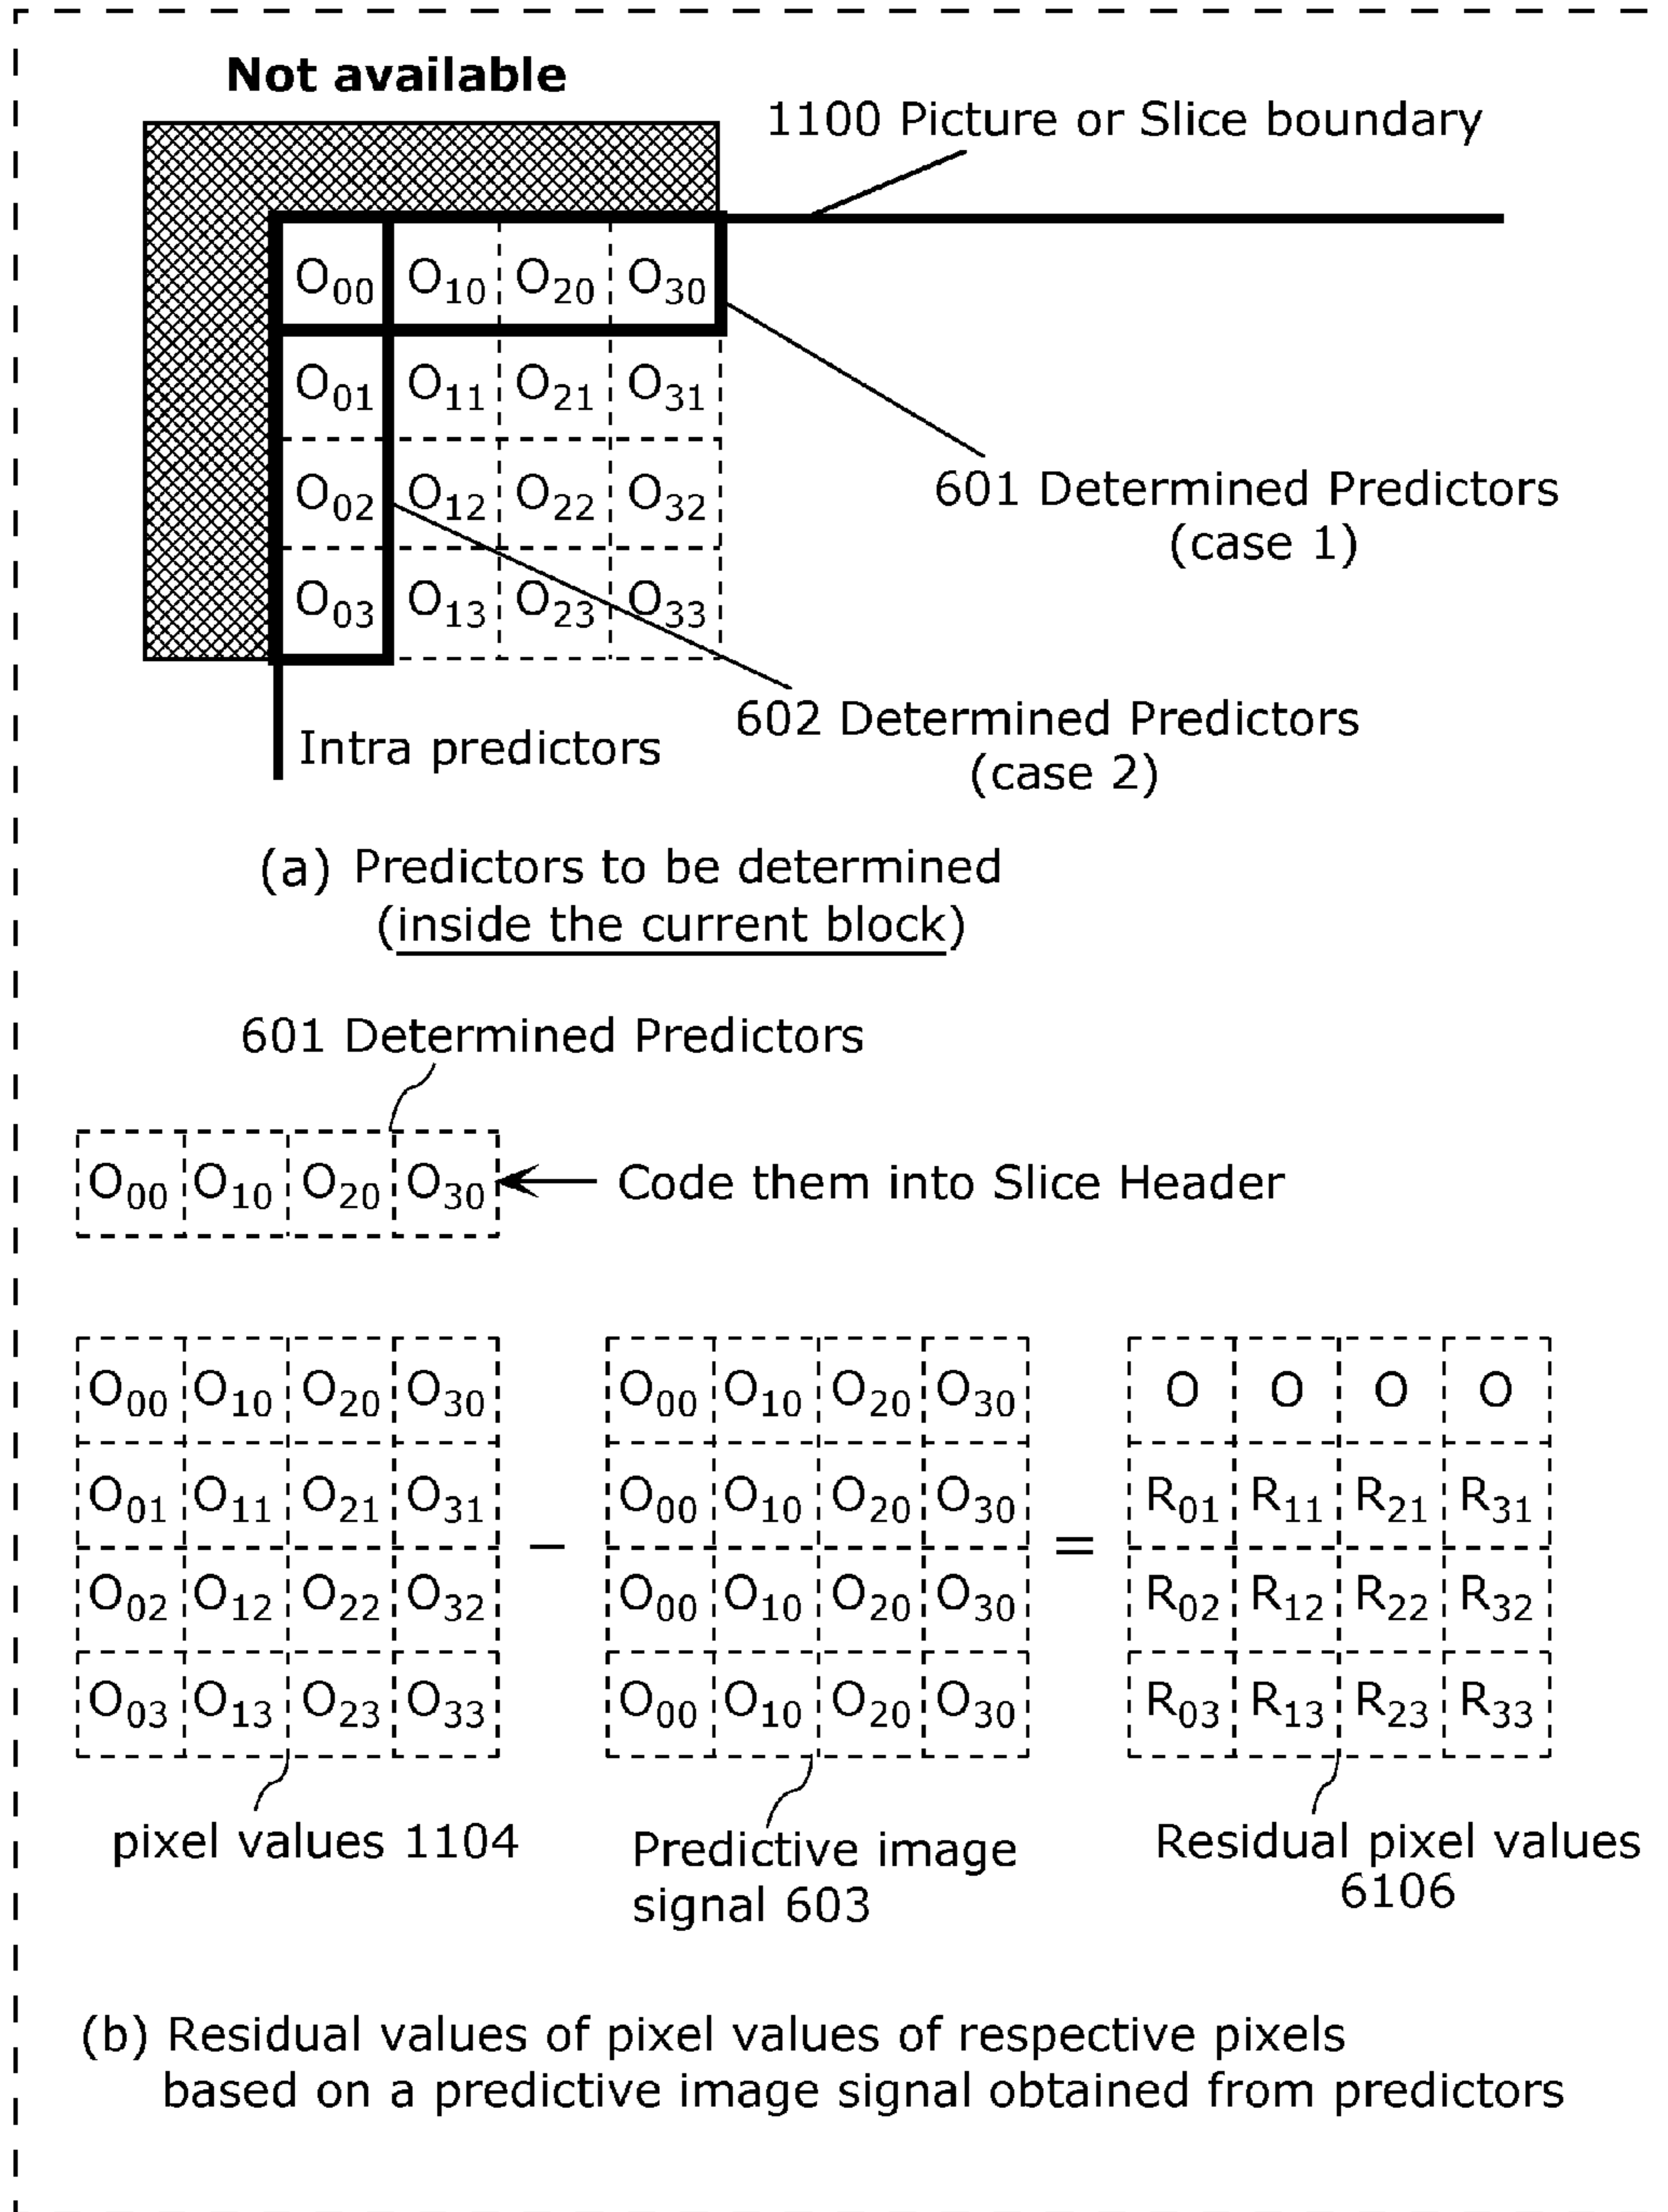 Not available
1100 Picture or Slice boundary
O00 O10 O20 O30
O01 O11 O21 O31
O02 O12 O22 O32
O03 O13 O23 O33
601 Determined Predictors
(case 1)
602 Determined Predictors
(case 2)
Intra predictors
(a) Predictors to be determined
(inside the current block)
601 Determined Predictors
O00 O10 O20 O30
Code them into Slice Header
O00 O10 O20 O30 O00 O10 O20 O30 O O O O
O01 O11 O21 O31 O00 O10 O20 O30 R01 R11 R21 R31
− =
O02 O12 O22 O32 O00 O10 O20 O30 R02 R12 R22 R32
O03 O13 O23 O33 O00 O10 O20 O30 R03 R13 R23 R33
pixel values 1104
Predictive image
signal 603
Residual pixel values
6106
(b) Residual values of pixel values of respective pixels
based on a predictive image signal obtained from predictors